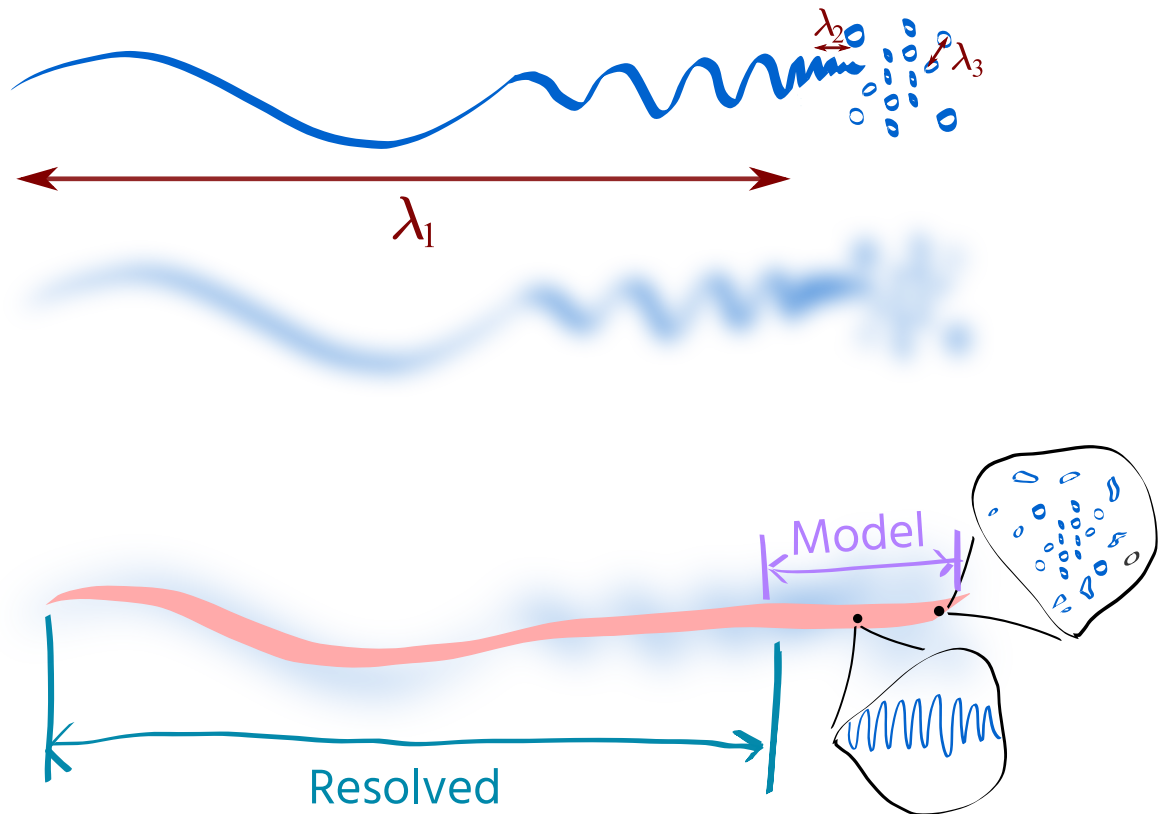 λ₂
λ₃
λ₁
Model
Resolved